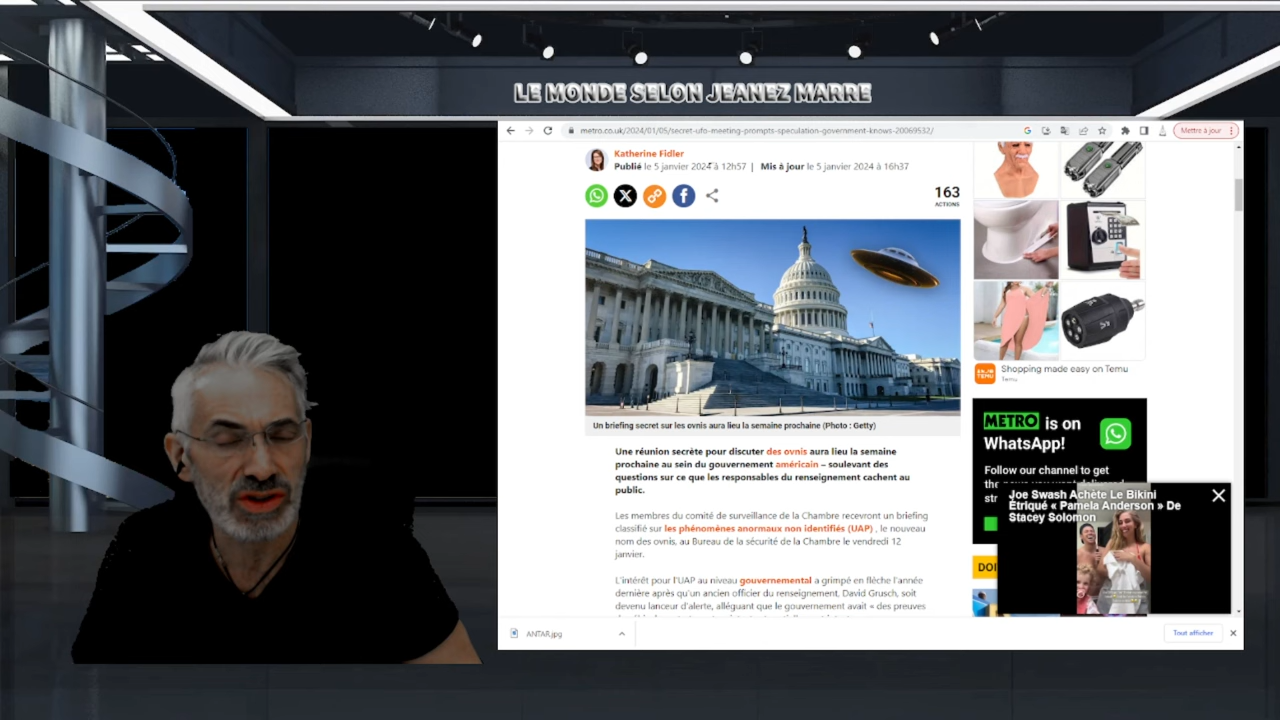 LE MONDE SELON JEANEZ MARRE
metro.co.uk/2024/01/05/secret-ufo-meeting-prompts-speculation-government-knows-20069532/
Mettre à jour
Katherine Fidler
Publié le 5 janvier 2024 à 12h57 | Mis à jour le 5 janvier 2024 à 16h37
163
ACTIONS
Un briefing secret sur les ovnis aura lieu la semaine prochaine (Photo : Getty)
Une réunion secrète pour discuter des ovnis aura lieu la semaine
prochaine au sein du gouvernement américain – soulevant des
questions sur ce que les responsables du renseignement cachent au
public.
Les membres du comité de surveillance de la Chambre recevront un briefing
classifié sur les phénomènes anormaux non identifiés (UAP) , le nouveau
nom des ovnis, au Bureau de la sécurité de la Chambre le vendredi 12
janvier.
L'intérêt pour l'UAP au niveau gouvernemental a grimpé en flèche l'année
dernière après qu'un ancien officier du renseignement, David Grusch, soit
devenu lanceur d'alerte, alléguant que le gouvernement avait « des preuves
TEMU
Shopping made easy on Temu
Temu
METRO is on
WhatsApp!
Follow our channel to get
the news you want delivered
Joe Swash Achète Le Bikini
Étriqué « Pamela Anderson » De
Stacey Solomon
ANTAR.jpg
Tout afficher